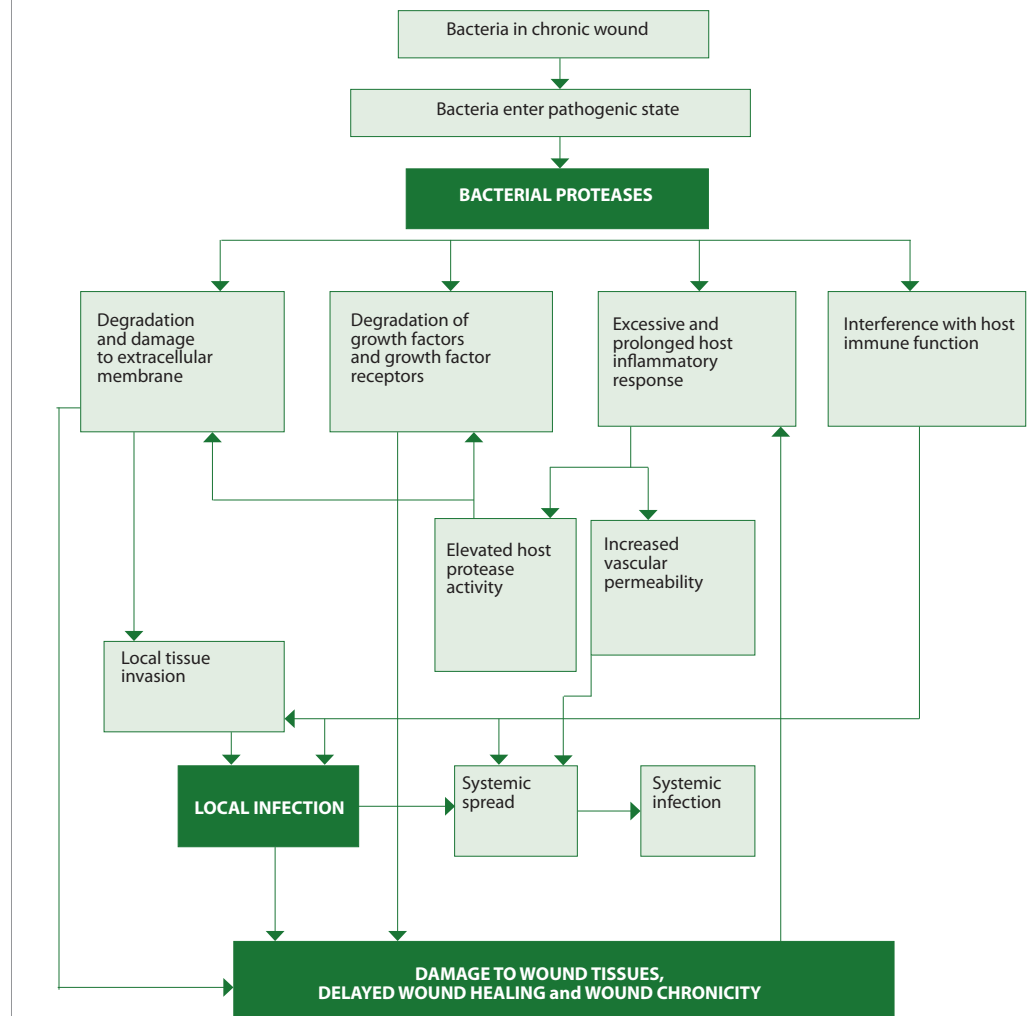 Bacteria in chronic wound
Bacteria enter pathogenic state
BACTERIAL PROTEASES
Degradation
and damage
to extracellular
membrane
Degradation of
growth factors
and growth factor
receptors
Excessive and
prolonged host
inflammatory
response
Interference with host
immune function
Elevated host
protease
activity
Increased
vascular
permeability
Local tissue
invasion
LOCAL INFECTION
Systemic
spread
Systemic
infection
DAMAGE TO WOUND TISSUES,
DELAYED WOUND HEALING and WOUND CHRONICITY